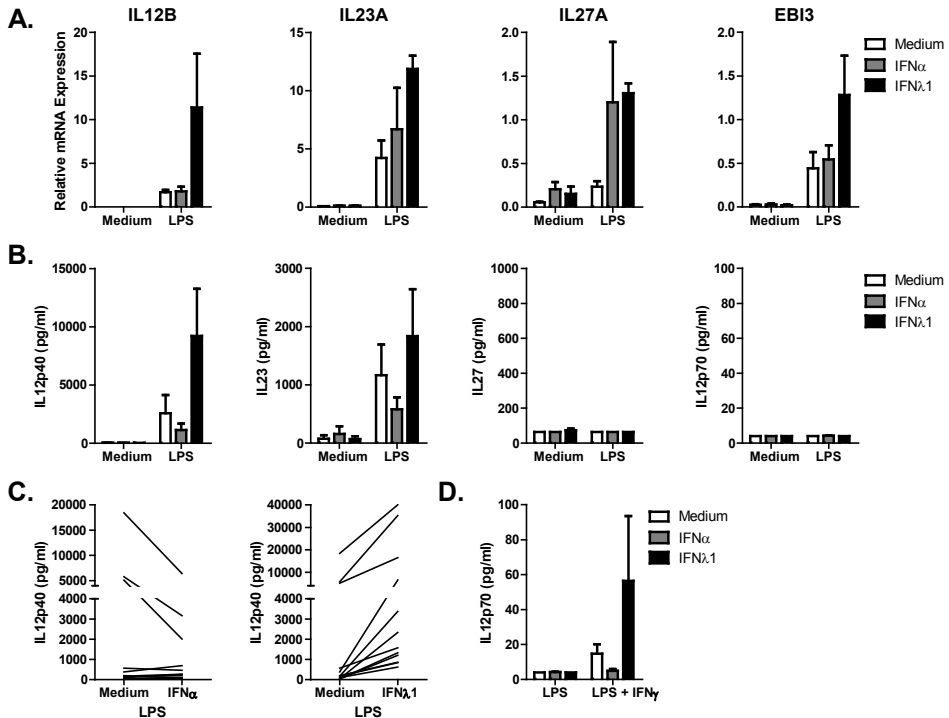 A.
IL12B
IL23A
IL27A
EBI3
Relative mRNA Expression
20
15
10
5
0
Medium
LPS
15
10
5
0
Medium
LPS
2.0
1.5
1.0
0.5
0.0
Medium
LPS
2.0
1.5
1.0
0.5
0.0
Medium
LPS
Medium
IFNα
IFNλ1
B.
IL12p40 (pg/ml)
15000
10000
5000
0
Medium
LPS
IL23 (pg/ml)
3000
2000
1000
0
Medium
LPS
IL27 (pg/ml)
1000
800
600
400
200
0
Medium
LPS
IL12p70 (pg/ml)
100
80
60
40
20
0
Medium
LPS
Medium
IFNα
IFNλ1
C.
IL12p40 (pg/ml)
20000
15000
10000
5000
4000
3000
2000
1000
0
Medium
IFNα
LPS
IL12p40 (pg/ml)
40000
30000
20000
10000
5000
4000
3000
2000
1000
0
Medium
IFNλ1
LPS
D.
IL12p70 (pg/ml)
100
80
60
40
20
0
LPS
LPS + IFNγ
Medium
IFNα
IFNλ1